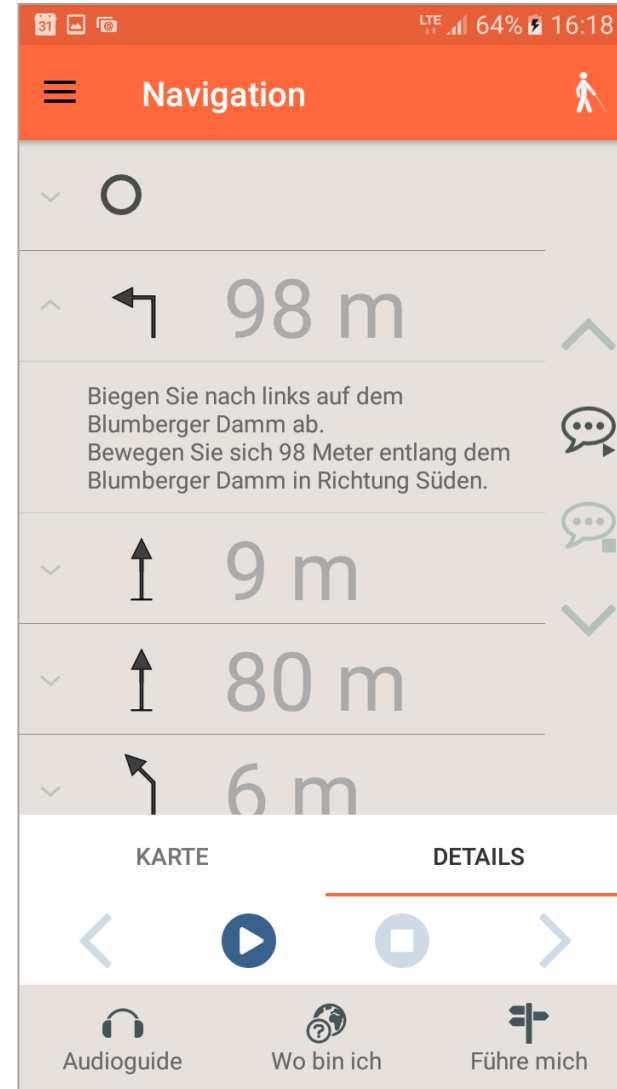 31 LTE 64% 16:18
Navigation
98 m
Biegen Sie nach links auf dem
Blumberger Damm ab.
Bewegen Sie sich 98 Meter entlang dem
Blumberger Damm in Richtung Süden.
9 m
80 m
6 m
KARTE DETAILS
Audioguide Wo bin ich Führe mich